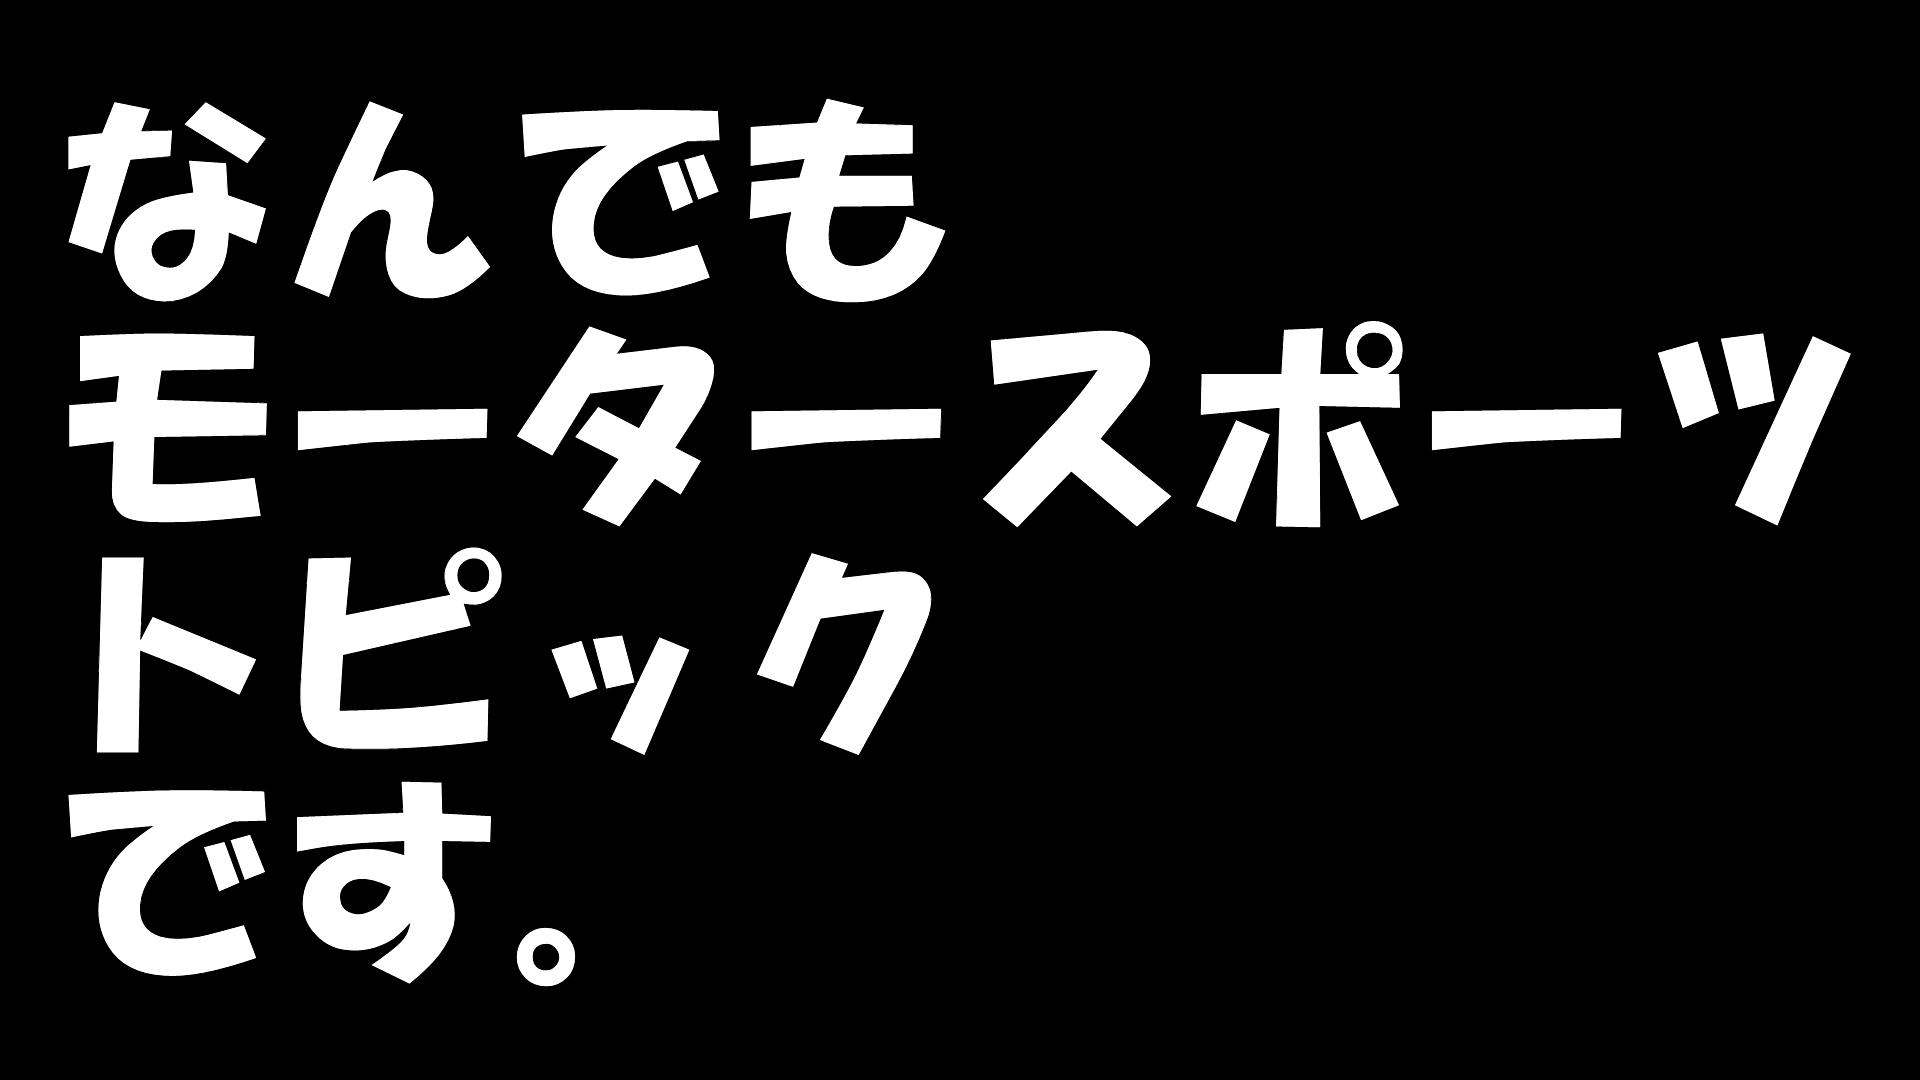 なんでも
モータースポーツ
トピック
です。